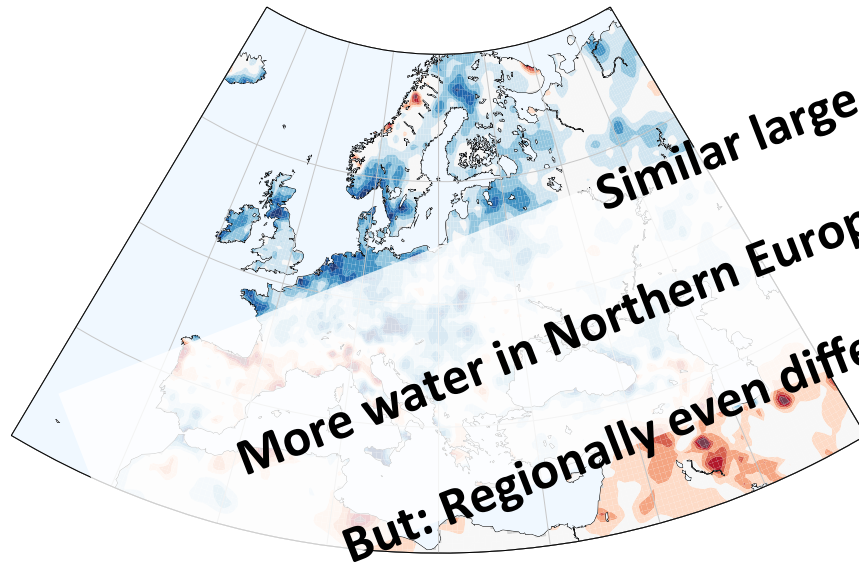 Similar large
More water in Northern Europ
But: Regionally even diffe